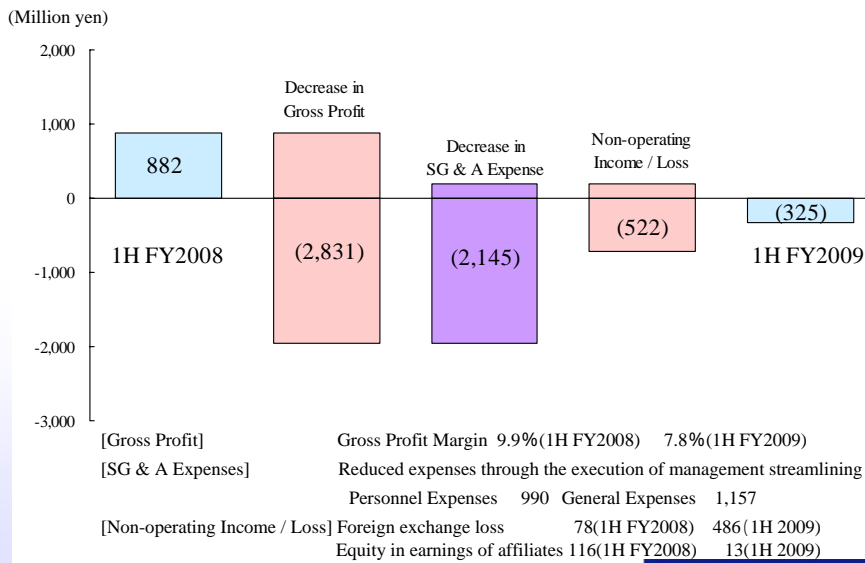 (Million yen)
2,000
Decrease in
Gross Profit
1,000
Decrease in
SG & A Expense
Non-operating
Income / Loss
882
0
(325)
(522)
1H FY2008
(2,831)
(2,145)
1H FY2009
-1,000
-2,000
-3,000
[Gross Profit] Gross Profit Margin 9.9%(1H FY2008) 7.8%(1H FY2009)
[SG & A Expenses] Reduced expenses through the execution of management streamlining
Personnel Expenses 990 General Expenses 1,157
[Non-operating Income / Loss] Foreign exchange loss 78(1H FY2008) 486(1H 2009)
Equity in earnings of affiliates 116(1H FY2008) 13(1H 2009)